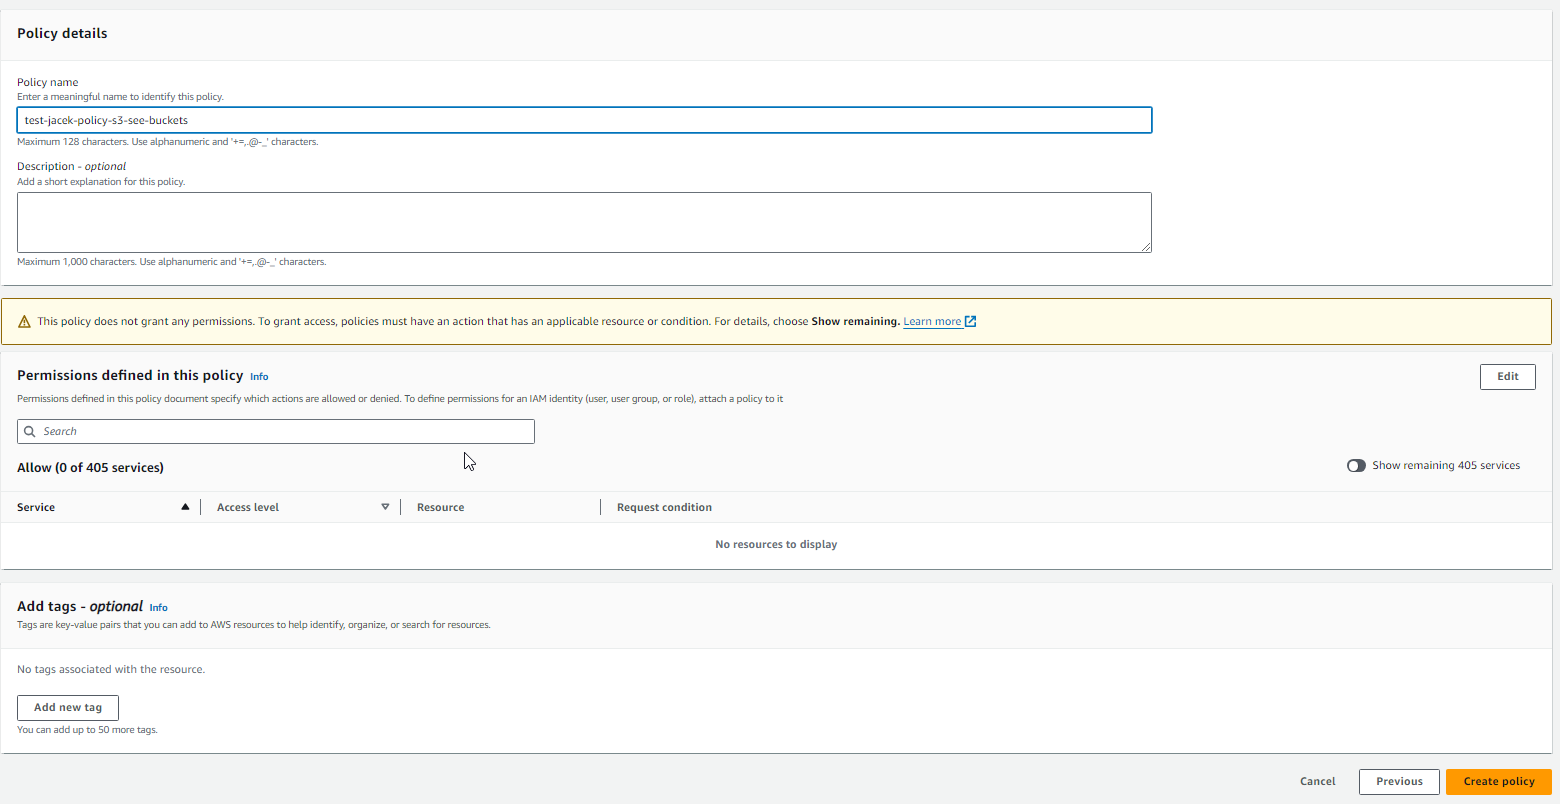 Policy details
Policy name
Enter a meaningful name to identify this policy.
test-jacek-policy-s3-see-buckets
Maximum 128 characters. Use alphanumeric and '+=,.@-_' characters.
Description - optional
Add a short explanation for this policy.
Maximum 1,000 characters. Use alphanumeric and '+=,.@-_' characters.
This policy does not grant any permissions. To grant access, policies must have an action that has an applicable resource or condition. For details, choose Show remaining. Learn more
Permissions defined in this policy Info
Edit
Permissions defined in this policy document specify which actions are allowed or denied. To define permissions for an IAM identity (user, user group, or role), attach a policy to it
Search
Allow (0 of 405 services)
Show remaining 405 services
Service Access level Resource Request condition
No resources to display
Add tags - optional Info
Tags are key-value pairs that you can add to AWS resources to help identify, organize, or search for resources.
No tags associated with the resource.
Add new tag
You can add up to 50 more tags.
Cancel Previous Create policy